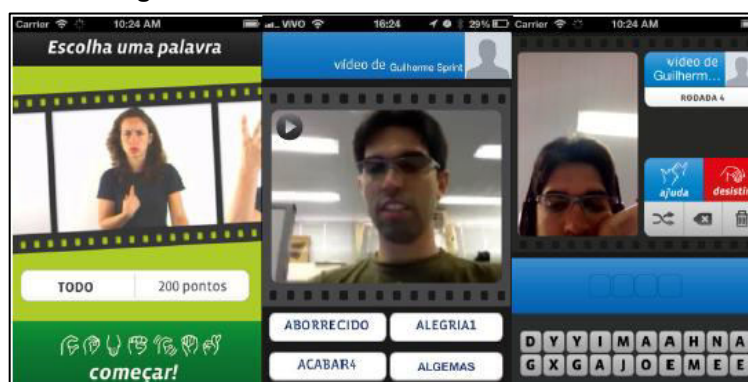 Carrier 10:24 AM
Escolha uma palavra
TODO 200 pontos
começar!
VIVO 16:24 29%
vídeo de Guilherme Sprint
ABORRECIDO ALEGRIA1
ACABAR4 ALGEMAS
Carrier 10:24 AM
vídeo de
Guilherm...
RODADA 4
ajuda desistir
D Y Y I M A A H N A
G X G A J O E M E E